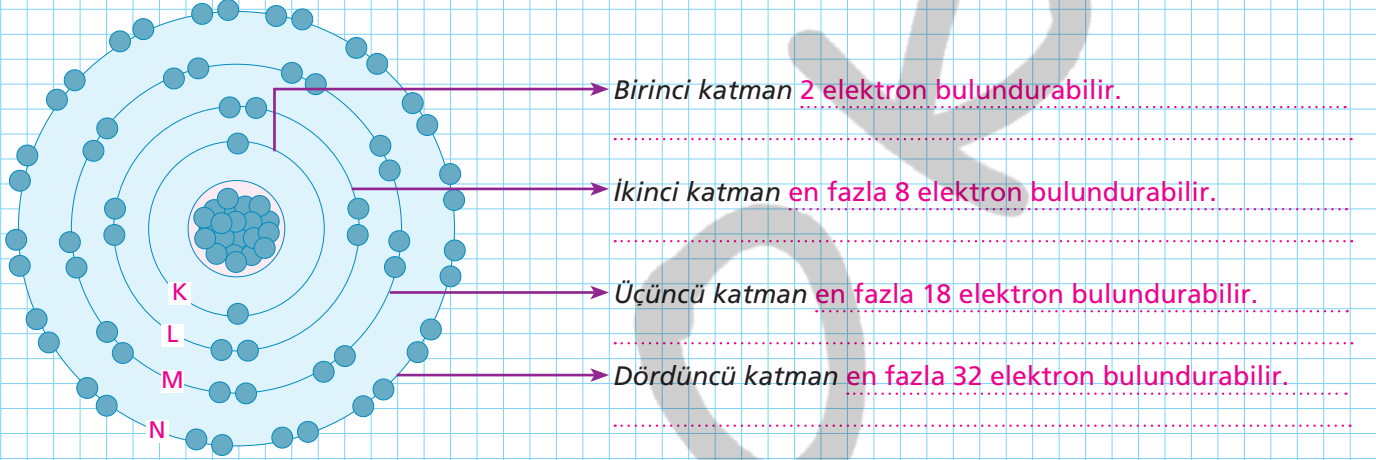 Birinci katman 2 elektron bulundurabilir.
İkinci katman en fazla 8 elektron bulundurabilir.
Üçüncü katman en fazla 18 elektron bulundurabilir.
Dördüncü katman en fazla 32 elektron bulundurabilir.
K
L
M
N